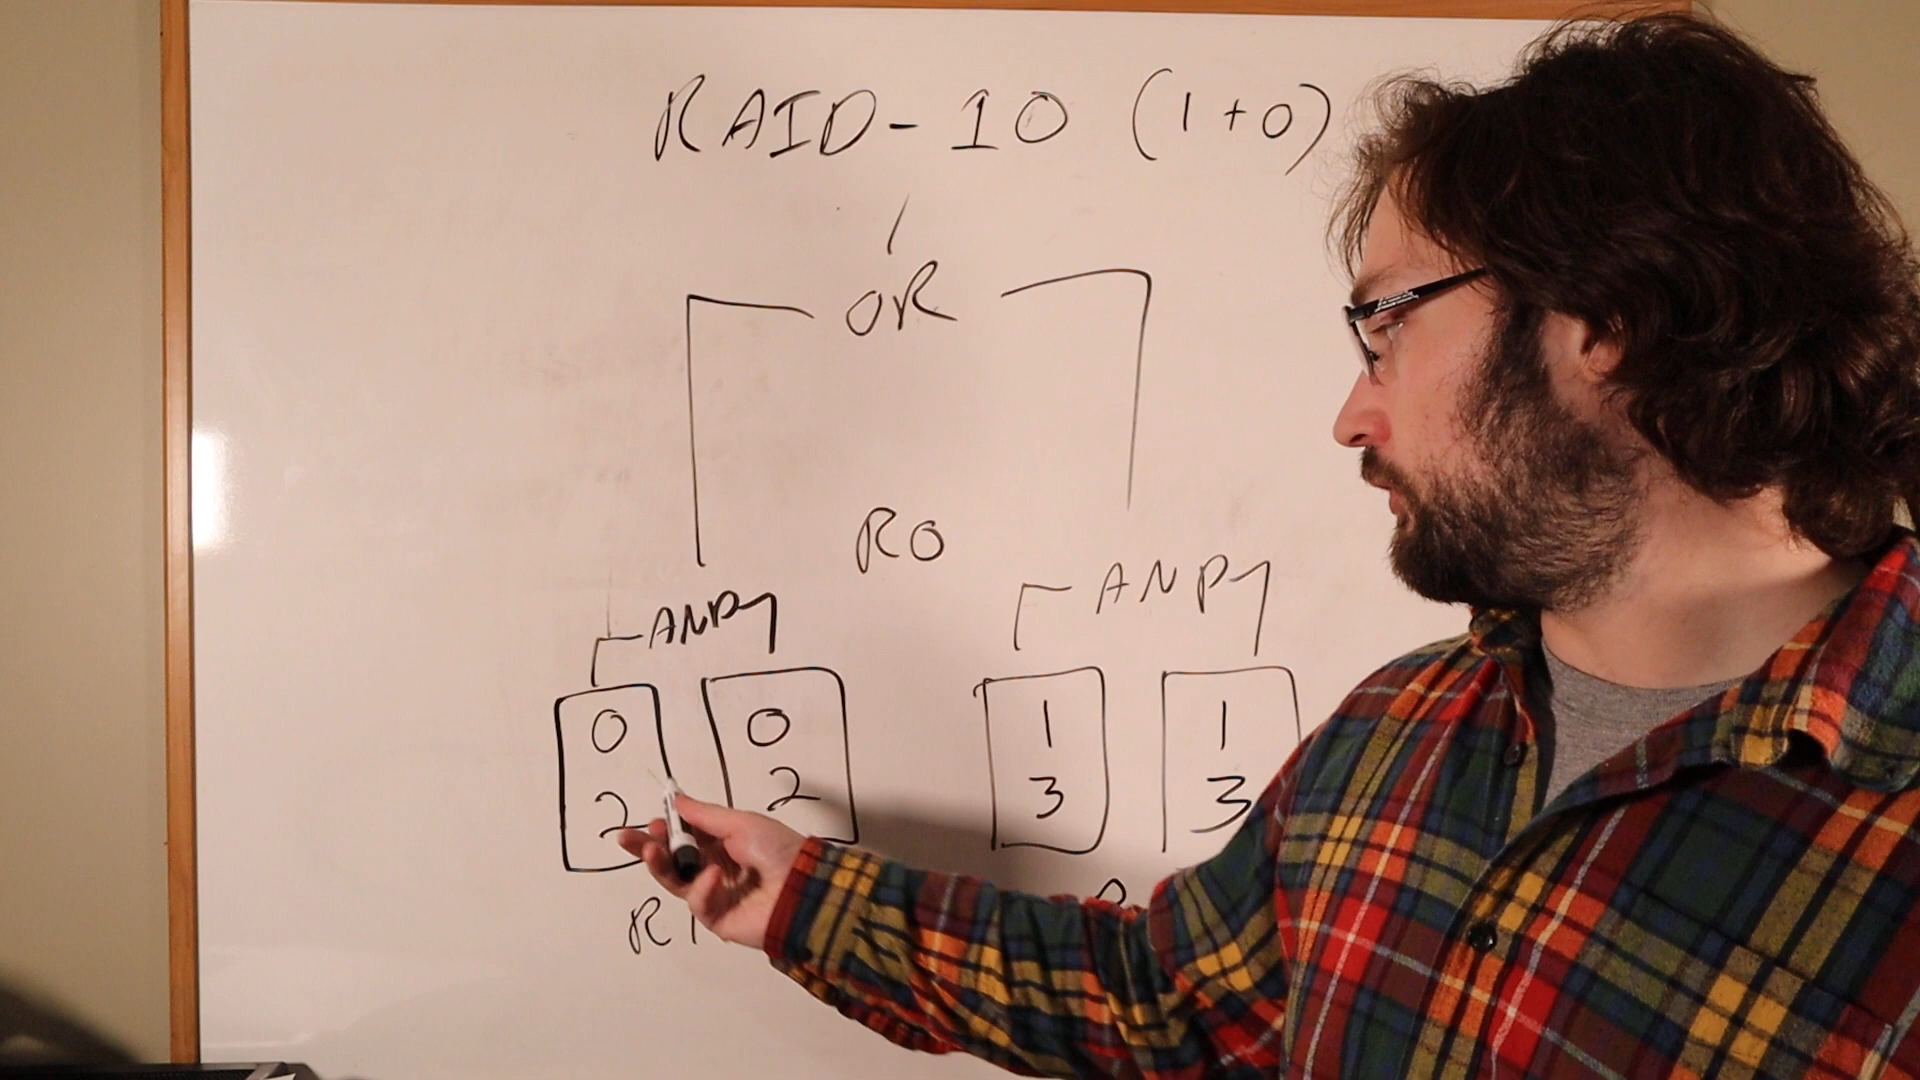 RAID-10 (1+0)
OR
R0
AND AND
0 0 1 1
2 2 3 3
R1